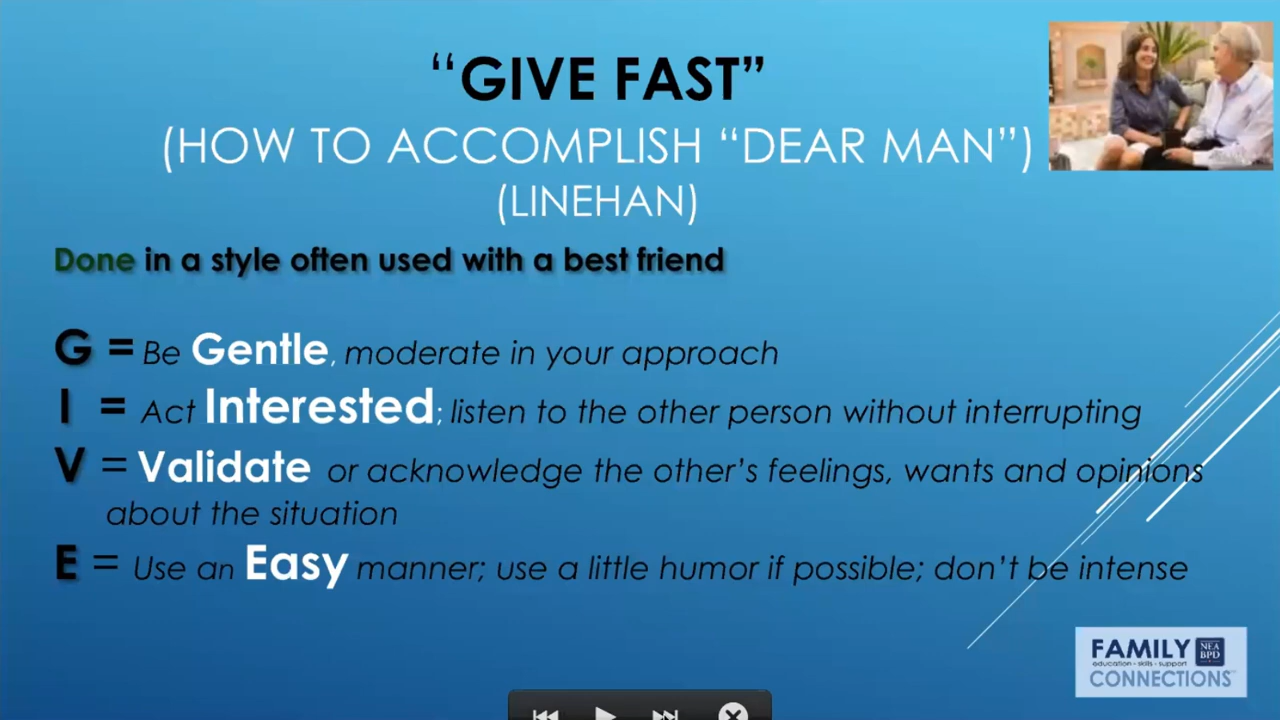 “GIVE FAST”
(HOW TO ACCOMPLISH “DEAR MAN”)
(LINEHAN)
Done in a style often used with a best friend
G = Be Gentle, moderate in your approach
I = Act Interested; listen to the other person without interrupting
V = Validate or acknowledge the other’s feelings, wants and opinions
about the situation
E = Use an Easy manner; use a little humor if possible; don’t be intense
FAMILY NEA BPD
education - skills - support
CONNECTIONS™